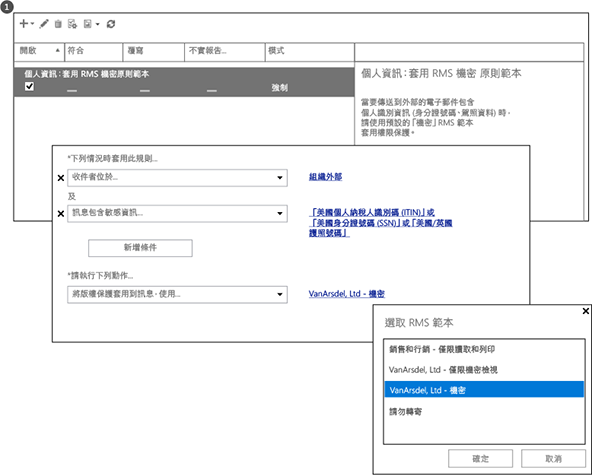 1
開啟 符合 覆寫 不實報告... 模式
個人資訊：套用 RMS 機密原則範本
強制
個人資訊：套用 RMS 機密 原則範本
當要傳送到外部的電子郵件包含
個人識別資訊 (身分證號碼、駕照資料) 時，
請使用預設的「機密」RMS 範本
套用權限保護。
*下列情況時套用此規則...
收件者位於...
組織外部
及
訊息包含敏感資訊...
「美國個人納稅人識別碼 (ITIN)」或
「美國身分證號碼 (SSN)」或「美國/英國
護照號碼」
新增條件
*請執行下列動作...
將版權保護套用到訊息，使用...
VanArsdel, Ltd - 機密
選取 RMS 範本
銷售和行銷 - 僅限讀取和列印
VanArsdel, Ltd - 僅限機密檢視
VanArsdel, Ltd - 機密
請勿轉寄
確定 取消